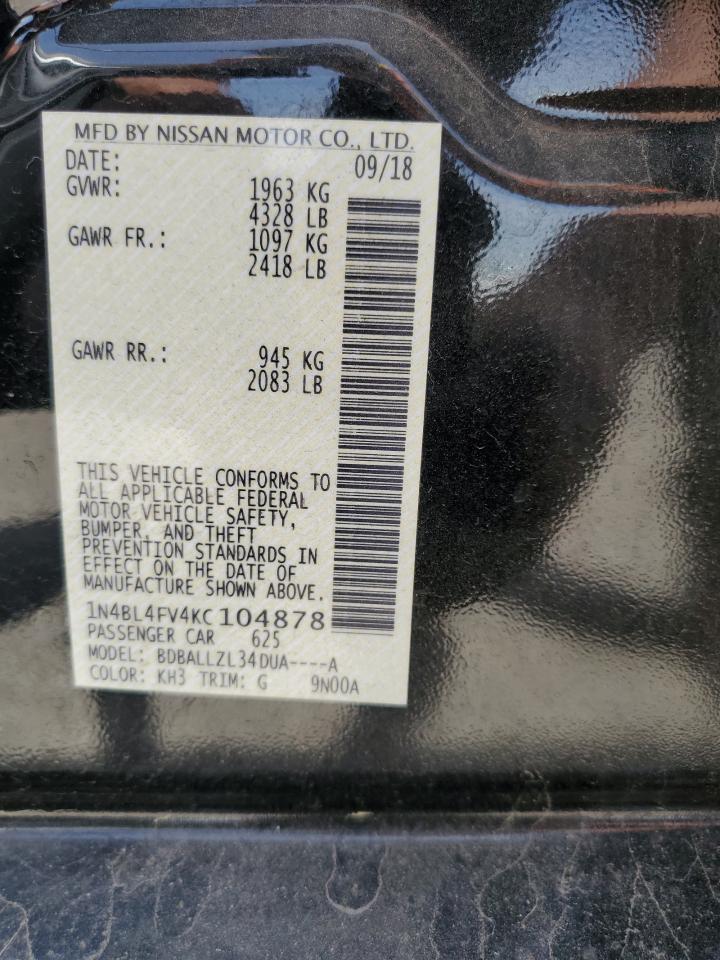 MFD BY NISSAN MOTOR CO., LTD.
DATE: 09/18
GVWR: 1963 KG
4328 LB
GAWR FR.: 1097 KG
2418 LB
GAWR RR.: 945 KG
2083 LB
THIS VEHICLE CONFORMS TO
ALL APPLICABLE FEDERAL
MOTOR VEHICLE SAFETY,
BUMPER, AND THEFT
PREVENTION STANDARDS IN
EFFECT ON THE DATE OF
MANUFACTURE SHOWN ABOVE.
1N4BL4FV4KC104878
PASSENGER CAR 625
MODEL: BDBALLZL34DUA----A
COLOR: KH3 TRIM: G 9N00A